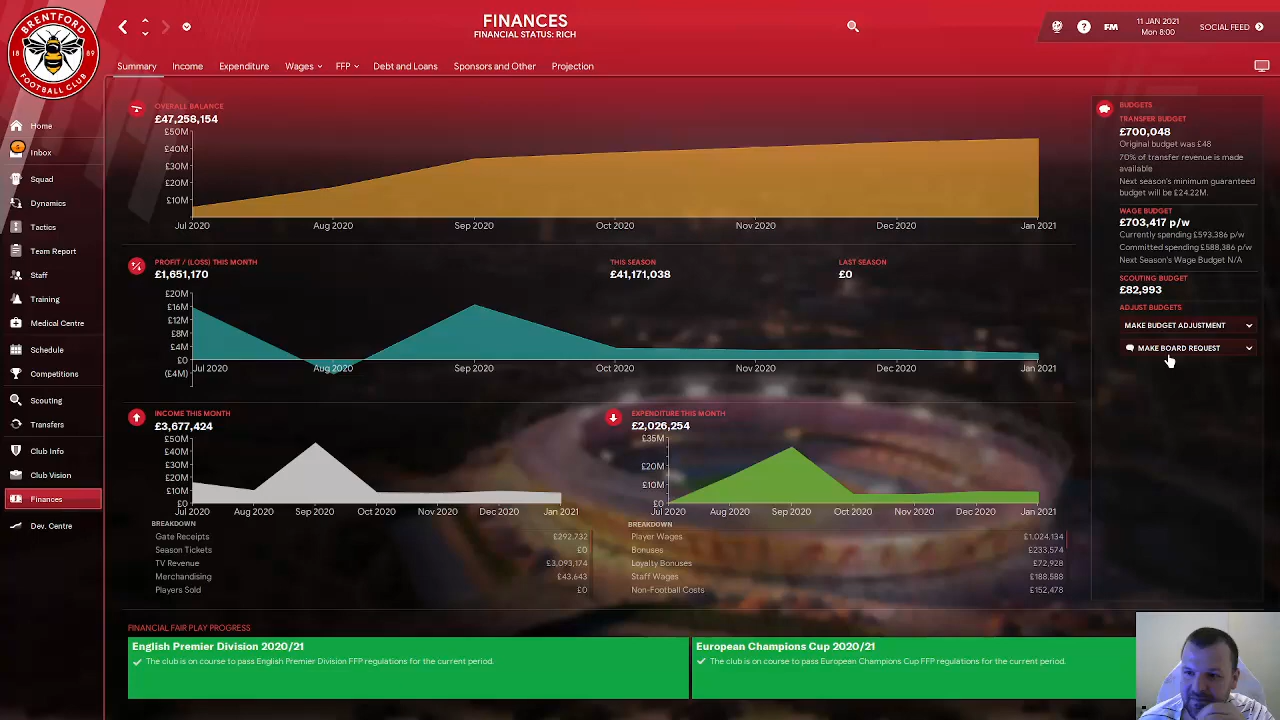 BRENTFORD
18 89
FOOTBALL CLUB
FINANCES
FINANCIAL STATUS: RICH
FM
11 JAN 2021
Mon 8:00
SOCIAL FEED
Summary Income Expenditure Wages FFP Debt and Loans Sponsors and Other Projection
Home
5
Inbox
Squad
Dynamics
Tactics
Team Report
Staff
Training
Medical Centre
Schedule
Competitions
Scouting
Transfers
Club Info
Club Vision
Finances
Dev. Centre
OVERALL BALANCE
£47,258,154
£50M
£40M
£30M
£20M
£10M
Jul 2020 Aug 2020 Sep 2020 Oct 2020 Nov 2020 Dec 2020 Jan 2021
PROFIT / (LOSS) THIS MONTH
£1,651,170
THIS SEASON
£41,171,038
LAST SEASON
£0
£20M
£16M
£12M
£8M
£4M
£0
(£4M)
Jul 2020 Aug 2020 Sep 2020 Oct 2020 Nov 2020 Dec 2020 Jan 2021
INCOME THIS MONTH
£3,677,424
£50M
£40M
£30M
£20M
£10M
£0
Jul 2020 Aug 2020 Sep 2020 Oct 2020 Nov 2020 Dec 2020 Jan 2021
BREAKDOWN
Gate Receipts £292,732
Season Tickets £0
TV Revenue £3,093,174
Merchandising £43,643
Players Sold £0
EXPENDITURE THIS MONTH
£2,026,254
£35M
£20M
£10M
£0
Jul 2020 Aug 2020 Sep 2020 Oct 2020 Nov 2020 Dec 2020 Jan 2021
BREAKDOWN
Player Wages £1,024,134
Bonuses £233,574
Loyalty Bonuses £72,928
Staff Wages £188,588
Non-Football Costs £152,478
BUDGETS
TRANSFER BUDGET
£700,048
Original budget was £48
70% of transfer revenue is made
available
Next season's minimum guaranteed
budget will be £24.22M.
WAGE BUDGET
£703,417 p/w
Currently spending £593,386 p/w
Committed spending £588,386 p/w
Next Season's Wage Budget N/A
SCOUTING BUDGET
£82,993
ADJUST BUDGETS
MAKE BUDGET ADJUSTMENT
MAKE BOARD REQUEST
FINANCIAL FAIR PLAY PROGRESS
English Premier Division 2020/21
The club is on course to pass English Premier Division FFP regulations for the current period.
European Champions Cup 2020/21
The club is on course to pass European Champions Cup FFP regulations for the current period.